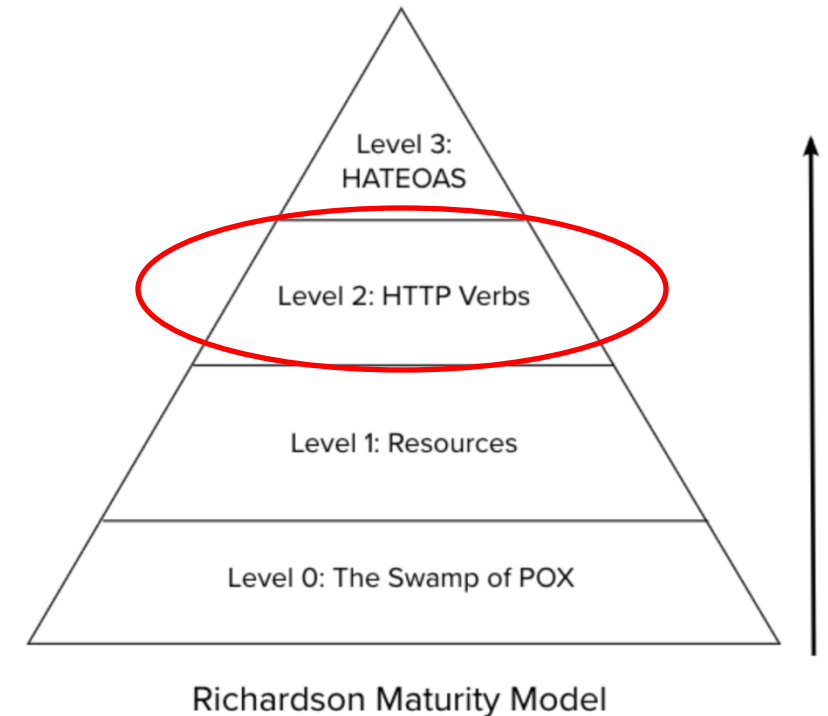 Level 3:
HATEOAS
Level 2: HTTP Verbs
Level 1: Resources
Level 0: The Swamp of POX
Richardson Maturity Model